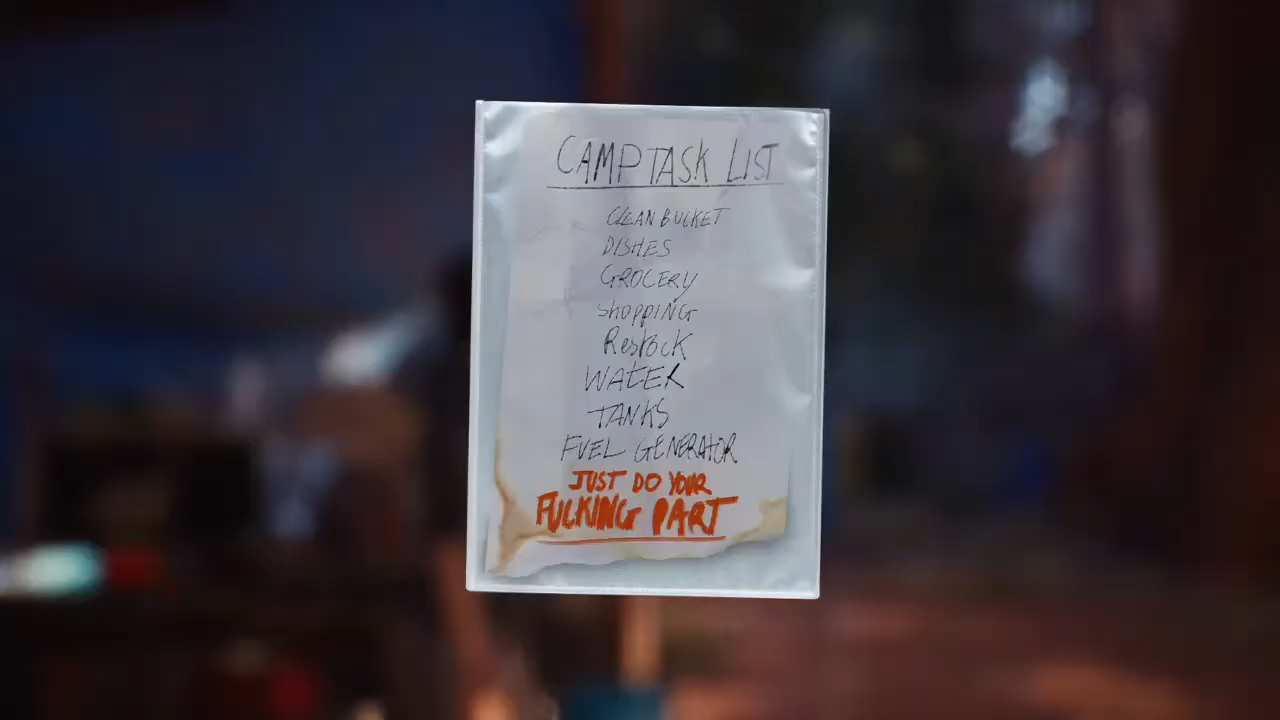 CAMP TASK LIST
CLEAN BUCKET
DISHES
GROCERY
Shopping
Restock
WATER
TANKS
FUEL GENERATOR
JUST DO YOUR
FUCKING PART